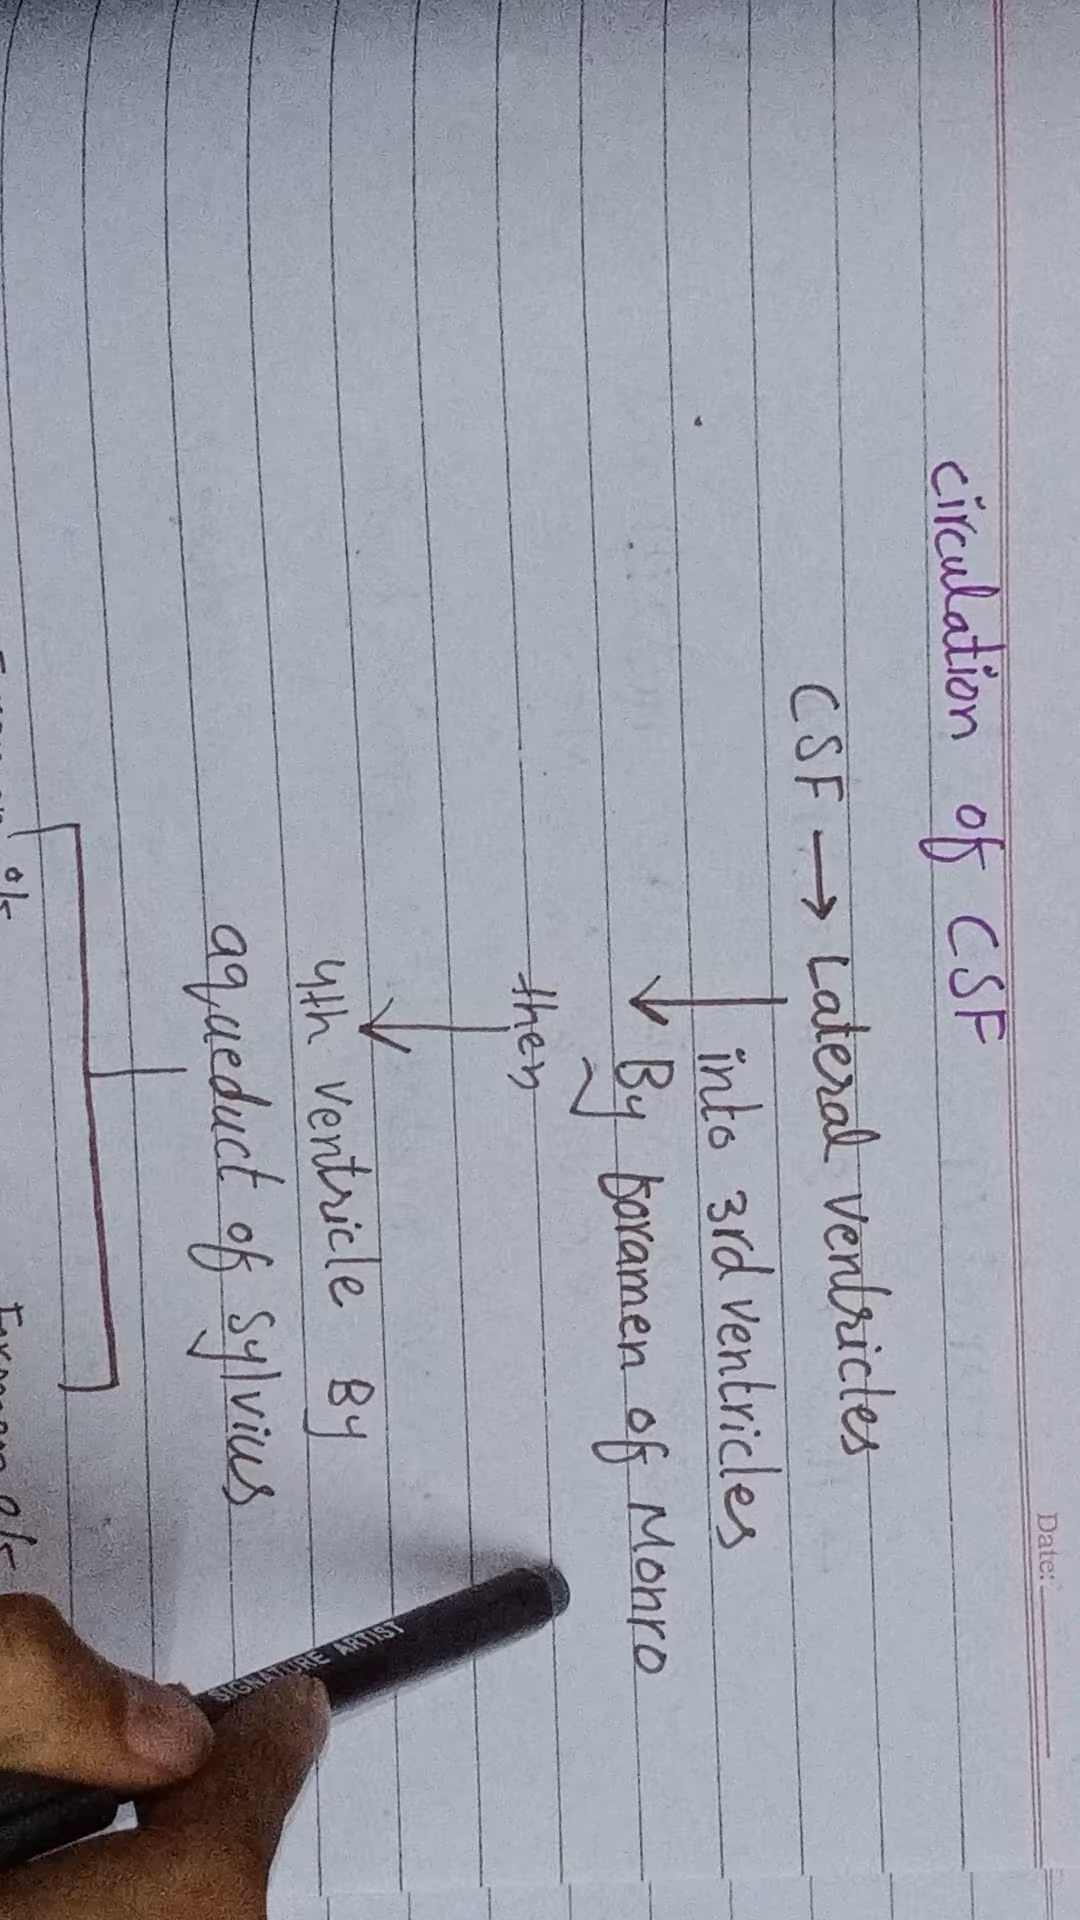 Date:
circulation of CSF
CSF → Lateral ventricles
into 3rd ventricles
By foramen of Monro
then
4th ventricle By
aqueduct of Sylvius
SIGNATURE ARTIST